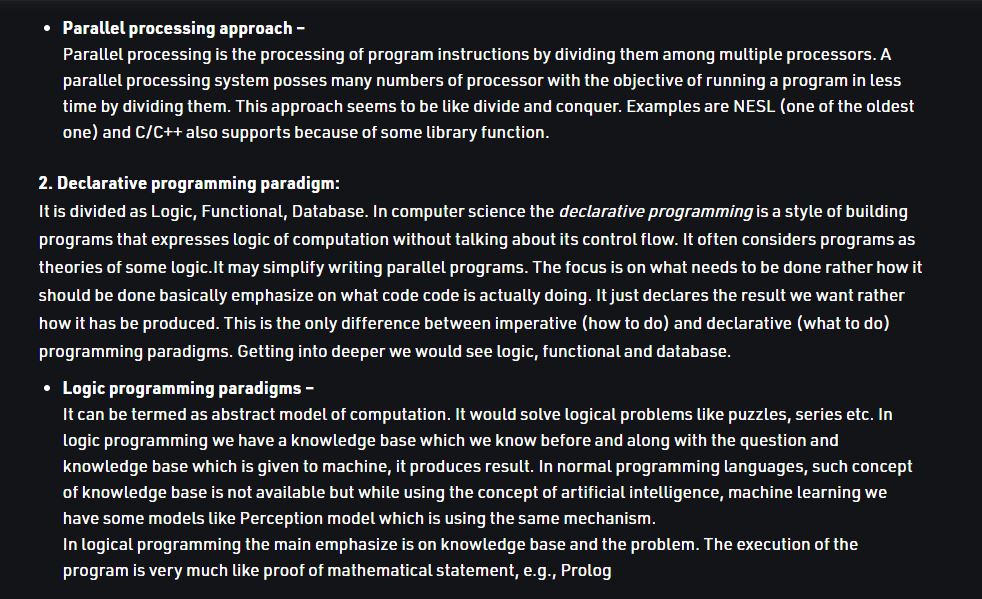 • Parallel processing approach –
Parallel processing is the processing of program instructions by dividing them among multiple processors. A
parallel processing system posses many numbers of processor with the objective of running a program in less
time by dividing them. This approach seems to be like divide and conquer. Examples are NESL (one of the oldest
one) and C/C++ also supports because of some library function.
2. Declarative programming paradigm:
It is divided as Logic, Functional, Database. In computer science the declarative programming is a style of building
programs that expresses logic of computation without talking about its control flow. It often considers programs as
theories of some logic.It may simplify writing parallel programs. The focus is on what needs to be done rather how it
should be done basically emphasize on what code code is actually doing. It just declares the result we want rather
how it has be produced. This is the only difference between imperative (how to do) and declarative (what to do)
programming paradigms. Getting into deeper we would see logic, functional and database.
• Logic programming paradigms –
It can be termed as abstract model of computation. It would solve logical problems like puzzles, series etc. In
logic programming we have a knowledge base which we know before and along with the question and
knowledge base which is given to machine, it produces result. In normal programming languages, such concept
of knowledge base is not available but while using the concept of artificial intelligence, machine learning we
have some models like Perception model which is using the same mechanism.
In logical programming the main emphasize is on knowledge base and the problem. The execution of the
program is very much like proof of mathematical statement, e.g., Prolog